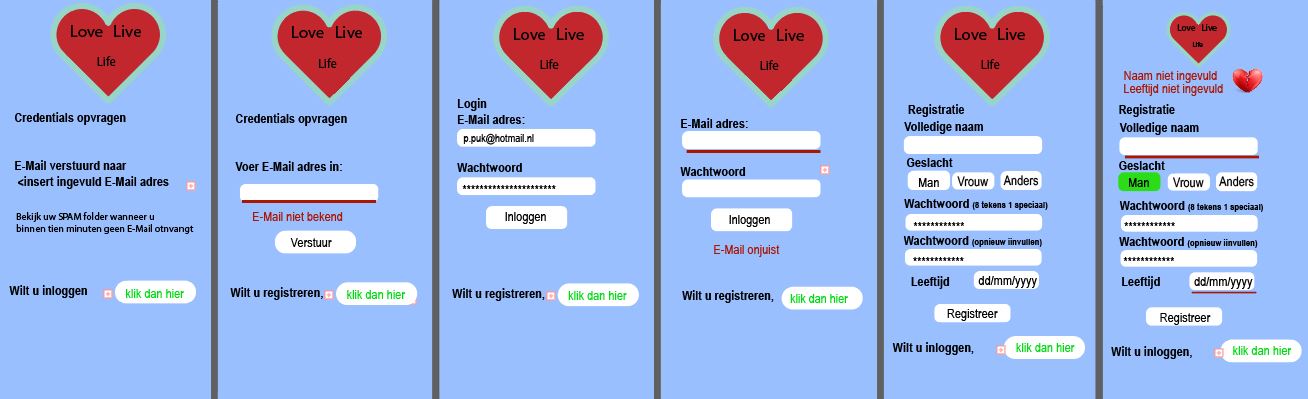 Love Live
Life
Credentials opvragen
E-Mail verstuurd naar
<insert ingevuld E-Mail adres
Bekijk uw SPAM folder wanneer u
binnen tien minuten geen E-Mail otnvangt
Wilt u inloggen
klik dan hier
Love Live
Life
Credentials opvragen
Voer E-Mail adres in:
E-Mail niet bekend
Verstuur
Wilt u registreren,
klik dan hier
Love Live
Life
Login
E-Mail adres:
p.puk@hotmail.nl
Wachtwoord
**********************
Inloggen
Wilt u registreren,
klik dan hier
Love Live
Life
E-Mail adres:
Wachtwoord
Inloggen
E-Mail onjuist
Wilt u registreren,
klik dan hier
Love Live
Life
Registratie
Volledige naam
Geslacht
Man Vrouw Anders
Wachtwoord (8 tekens 1 speciaal)
************
Wachtwoord (opnieuw iinvullen)
************
Leeftijd dd/mm/yyyy
Registreer
Wilt u inloggen,
klik dan hier
Love Live
Life
Naam niet ingevuld
Leeftijd niet ingevuld
Registratie
Volledige naam
Geslacht
Man Vrouw Anders
Wachtwoord (8 tekens 1 speciaal)
************
Wachtwoord (opnieuw iinvullen)
************
Leeftijd dd/mm/yyyy
Registreer
Wilt u inloggen,
klik dan hier